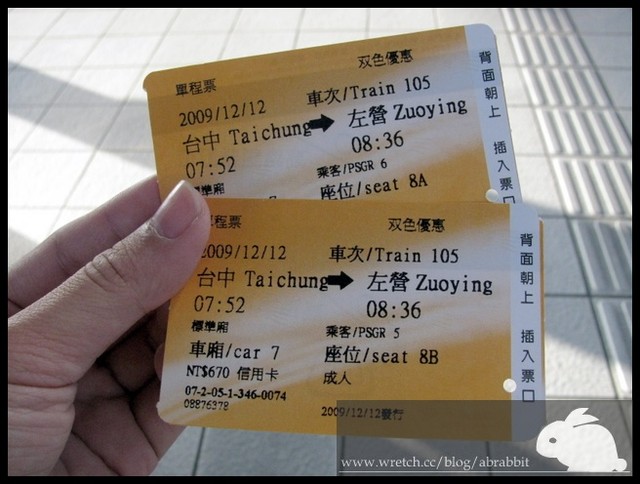 單程票 双色優惠
2009/12/12 車次/Train 105
台中 Taichung 左營 Zuoying
07:52 08:36
乘客/PSGR 6
座位/seat 8A
背面朝上 插入票口
單程票 双色優惠
2009/12/12 車次/Train 105
台中 Taichung 左營 Zuoying
07:52 08:36
標準廂 乘客/PSGR 5
車廂/car 7 座位/seat 8B
NT$670 信用卡 成人
07-2-05-1-346-0074
08876378
2009/12/12發行
背面朝上 插入票口
www.wretch.cc/blog/abrabbit